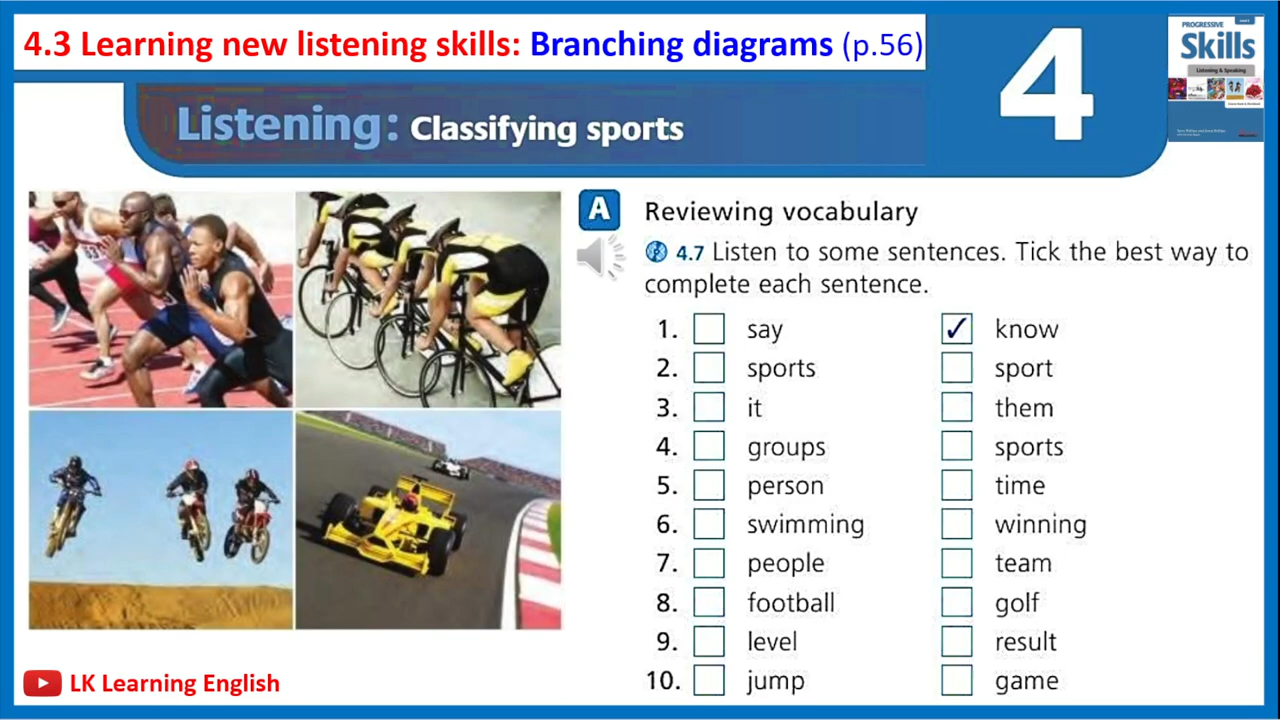 4.3 Learning new listening skills: Branching diagrams (p.56)
4
PROGRESSIVE
Skills
Listening & Speaking
Listening: Classifying sports
A Reviewing vocabulary
4.7 Listen to some sentences. Tick the best way to
complete each sentence.
1. say ✓ know
2. sports sport
3. it them
4. groups sports
5. person time
6. swimming winning
7. people team
8. football golf
9. level result
10. jump game
LK Learning English